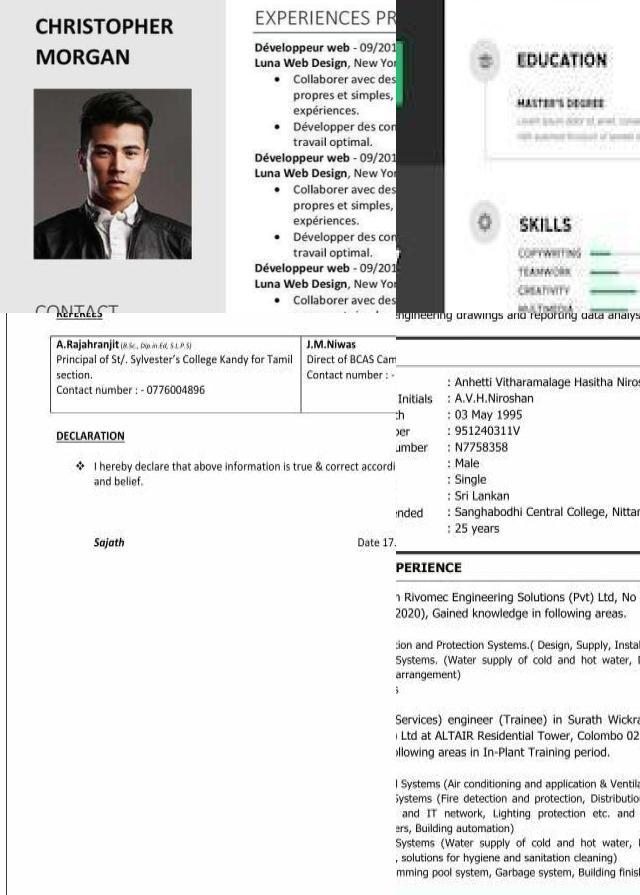 CHRISTOPHER
MORGAN
CONTACT
EXPERIENCES PR
Développeur web - 09/201
Luna Web Design, New Yor
• Collaborer avec des
propres et simples,
expériences.
• Développer des con
travail optimal.
Développeur web - 09/201
Luna Web Design, New Yor
• Collaborer avec des
propres et simples,
expériences.
• Développer des con
travail optimal.
Développeur web - 09/201
Luna Web Design, New Yor
• Collaborer avec des
EDUCATION
MASTER'S DEGREE
SKILLS
COPYWRITING
TEAMWORK
CREATIVITY
MULTIMEDIA
REFEREES
A.Rajahranjit (B.Sc., Dip.in.Ed, S.L.P.S)
Principal of St/. Sylvester's College Kandy for Tamil
section.
Contact number : - 0776004896
J.M.Niwas
Direct of BCAS Cam
Contact number : -
DECLARATION
❖ I hereby declare that above information is true & correct accordi
and belief.
Sajath Date 17.
engineering drawings and reporting data analys
: Anhetti Vitharamalage Hasitha Niros
Initials : A.V.H.Niroshan
th : 03 May 1995
ber : 951240311V
umber : N7758358
: Male
: Single
: Sri Lankan
ended : Sanghabodhi Central College, Nittar
: 25 years
PERIENCE
n Rivomec Engineering Solutions (Pvt) Ltd, No
2020), Gained knowledge in following areas.
tion and Protection Systems.( Design, Supply, Instal
Systems. (Water supply of cold and hot water, D
arrangement)
s
Services) engineer (Trainee) in Surath Wickra
) Ltd at ALTAIR Residential Tower, Colombo 02
ollowing areas in In-Plant Training period.
l Systems (Air conditioning and application & Ventila
Systems (Fire detection and protection, Distributio
and IT network, Lighting protection etc. and
ers, Building automation)
Systems (Water supply of cold and hot water,
, solutions for hygiene and sanitation cleaning)
mming pool system, Garbage system, Building finis